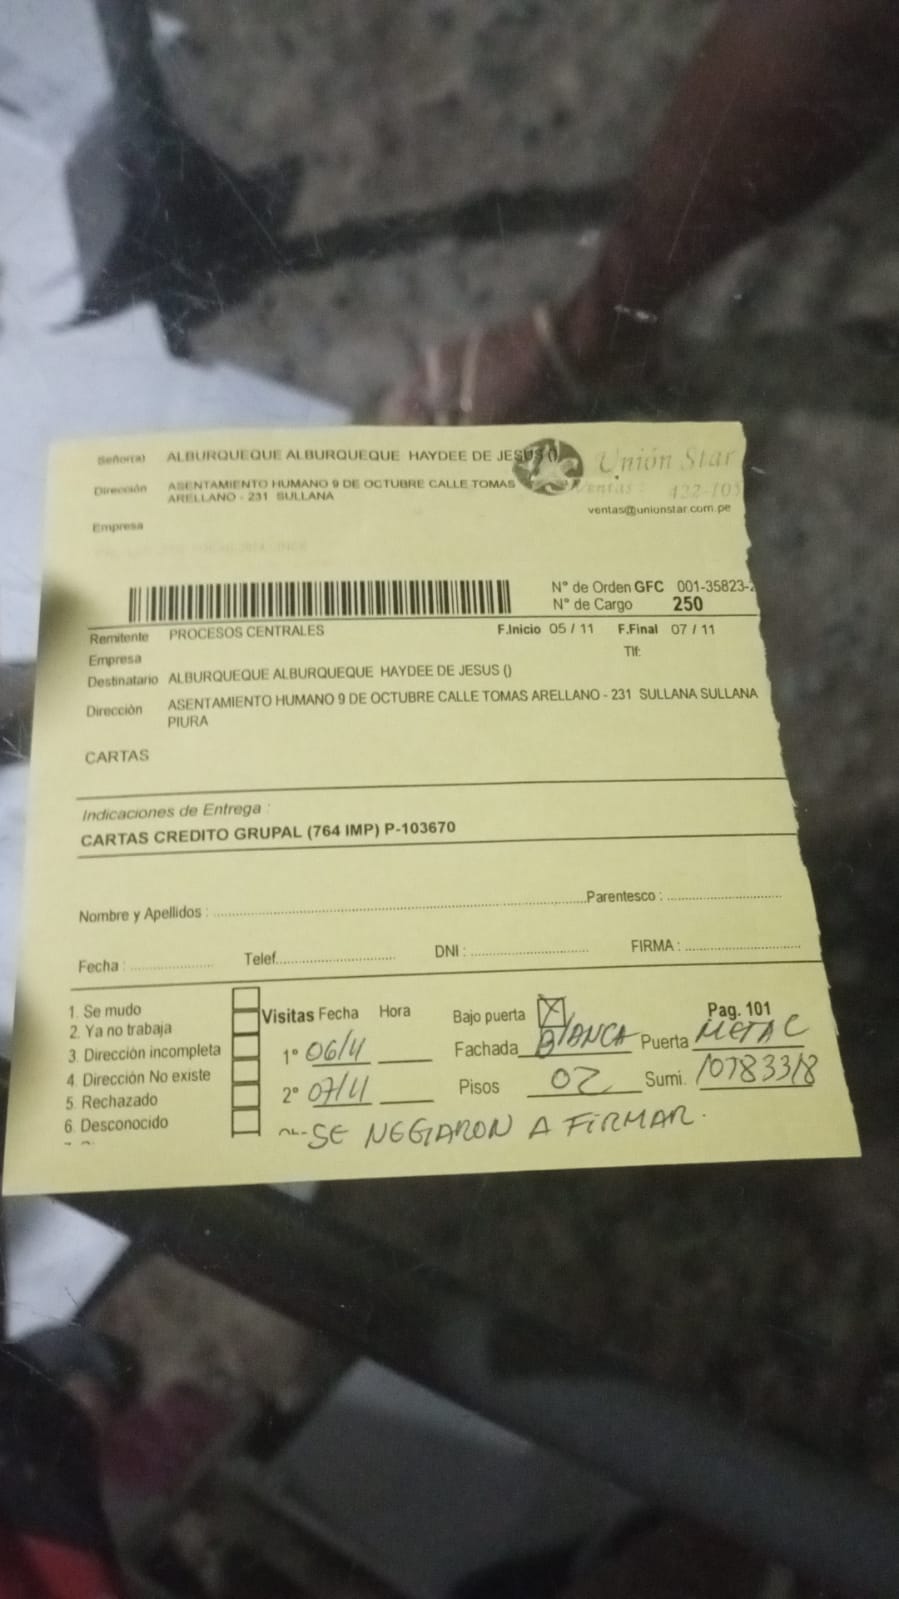 Señor(a) ALBURQUEQUE ALBURQUEQUE HAYDEE DE JESUS ()
Unión Star
Dirección ASENTAMIENTO HUMANO 9 DE OCTUBRE CALLE TOMAS
ARELLANO - 231 SULLANA
Ventas :
ventas@unionstar.com.pe
Empresa
N° de Orden GFC 001-35823-
N° de Cargo 250
Remitente PROCESOS CENTRALES F.Inicio 05 / 11 F.Final 07 / 11
Empresa Tlf:
Destinatario ALBURQUEQUE ALBURQUEQUE HAYDEE DE JESUS ()
Dirección ASENTAMIENTO HUMANO 9 DE OCTUBRE CALLE TOMAS ARELLANO - 231 SULLANA SULLANA
PIURA
CARTAS
Indicaciones de Entrega :
CARTAS CREDITO GRUPAL (764 IMP) P-103670
Nombre y Apellidos : Parentesco :
Fecha : Telef. DNI : FIRMA :
1. Se mudo
Visitas Fecha Hora Bajo puerta X Pag. 101
2. Ya no trabaja
3. Dirección incompleta 1° 06/11 Fachada BLANCA Puerta METAC
4. Dirección No existe
2° 07/11 Pisos 02 Sumi. 10783318
5. Rechazado
6. Desconocido
SE NEGARON A FIRMAR.